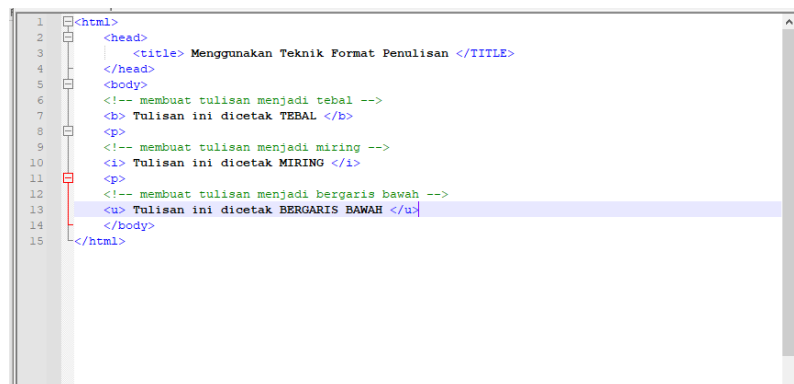 1 <html>
2 <head>
3 <title> Menggunakan Teknik Format Penulisan </TITLE>
4 </head>
5 <body>
6 <!-- membuat tulisan menjadi tebal -->
7 <b> Tulisan ini dicetak TEBAL </b>
8 <p>
9 <!-- membuat tulisan menjadi miring -->
10 <i> Tulisan ini dicetak MIRING </i>
11 <p>
12 <!-- membuat tulisan menjadi bergaris bawah -->
13 <u> Tulisan ini dicetak BERGARIS BAWAH </u>
14 </body>
15 </html>